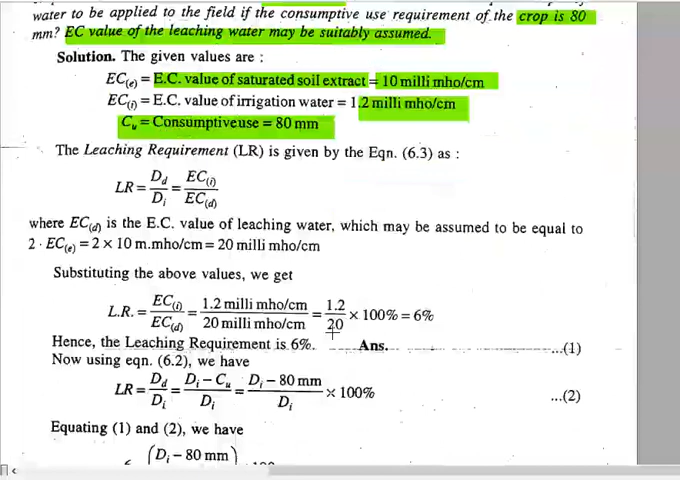 water to be applied to the field if the consumptive use requirement of the crop is 80
mm? EC value of the leaching water may be suitably assumed.
Solution. The given values are :
EC(e) = E.C. value of saturated soil extract = 10 milli mho/cm
EC(i) = E.C. value of irrigation water = 1.2 milli mho/cm
Cu = Consumptive use = 80 mm
The Leaching Requirement (LR) is given by the Eqn. (6.3) as :
LR = Dd/Di = EC(i)/EC(d)
where EC(d) is the E.C. value of leaching water, which may be assumed to be equal to
2 · EC(e) = 2 × 10 m.mho/cm = 20 milli mho/cm
Substituting the above values, we get
L.R. = EC(i)/EC(d) = 1.2 milli mho/cm / 20 milli mho/cm = 1.2/20 × 100% = 6%
Hence, the Leaching Requirement is 6%. Ans. ...(1)
Now using eqn. (6.2), we have
LR = Dd/Di = Di – Cu/Di = Di – 80 mm/Di × 100% ...(2)
Equating (1) and (2), we have
(Di – 80 mm)